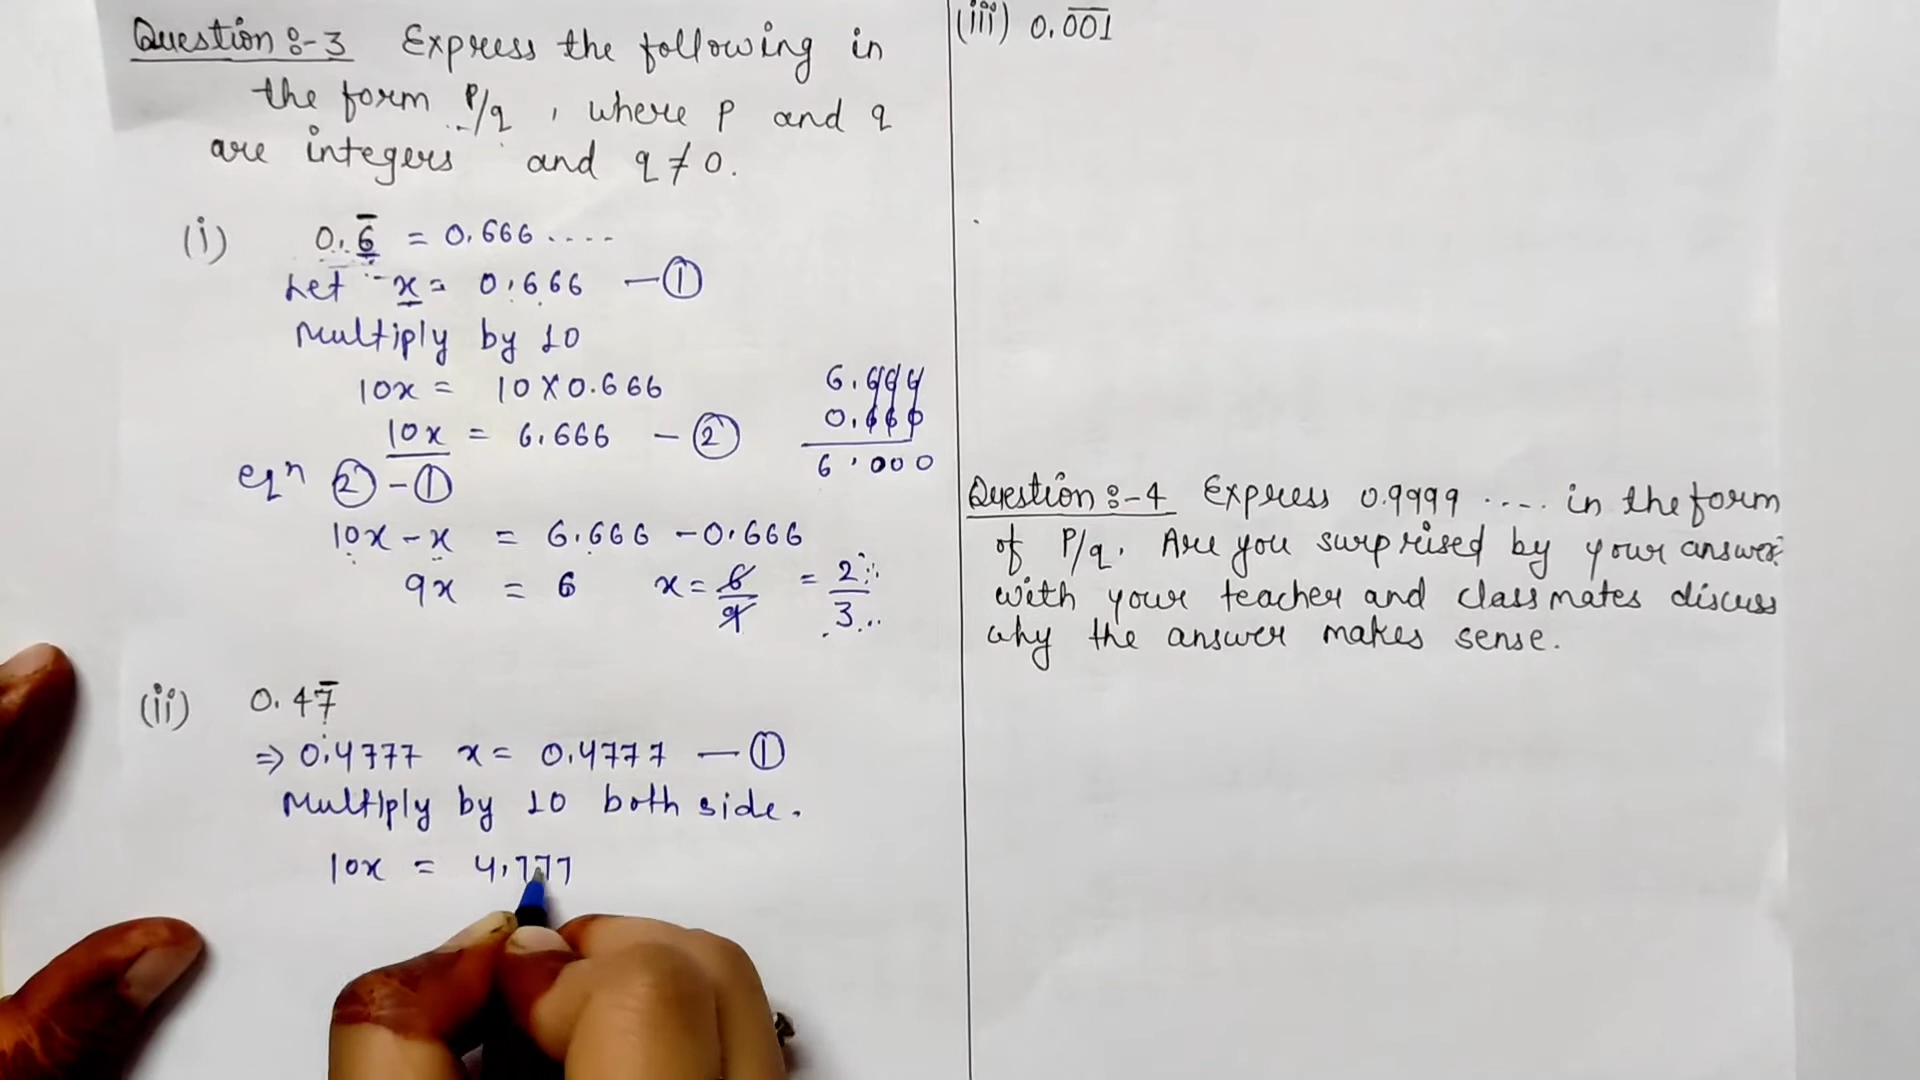 Question :- 3 Express the following in
the form P/q , where p and q
are integers and q ≠ 0.
(i) 0.6̅ = 0.666 ....
Let x = 0.666 — ①
Multiply by 10
10x = 10 X 0.666
10x = 6.666 — ②
6.666
0.666
6.000
eqⁿ ② - ①
10x - x = 6.666 - 0.666
9x = 6 x = 6/9 = 2/3
(ii) 0.47̅
⇒ 0.4777 x = 0.4777 — ①
Multiply by 10 both side.
10x = 4.777
(iii) 0.0̅0̅1̅
Question :- 4 Express 0.9999 .... in the form
of P/q. Are you surprised by your answer
with your teacher and classmates discuss
why the answer makes sense.